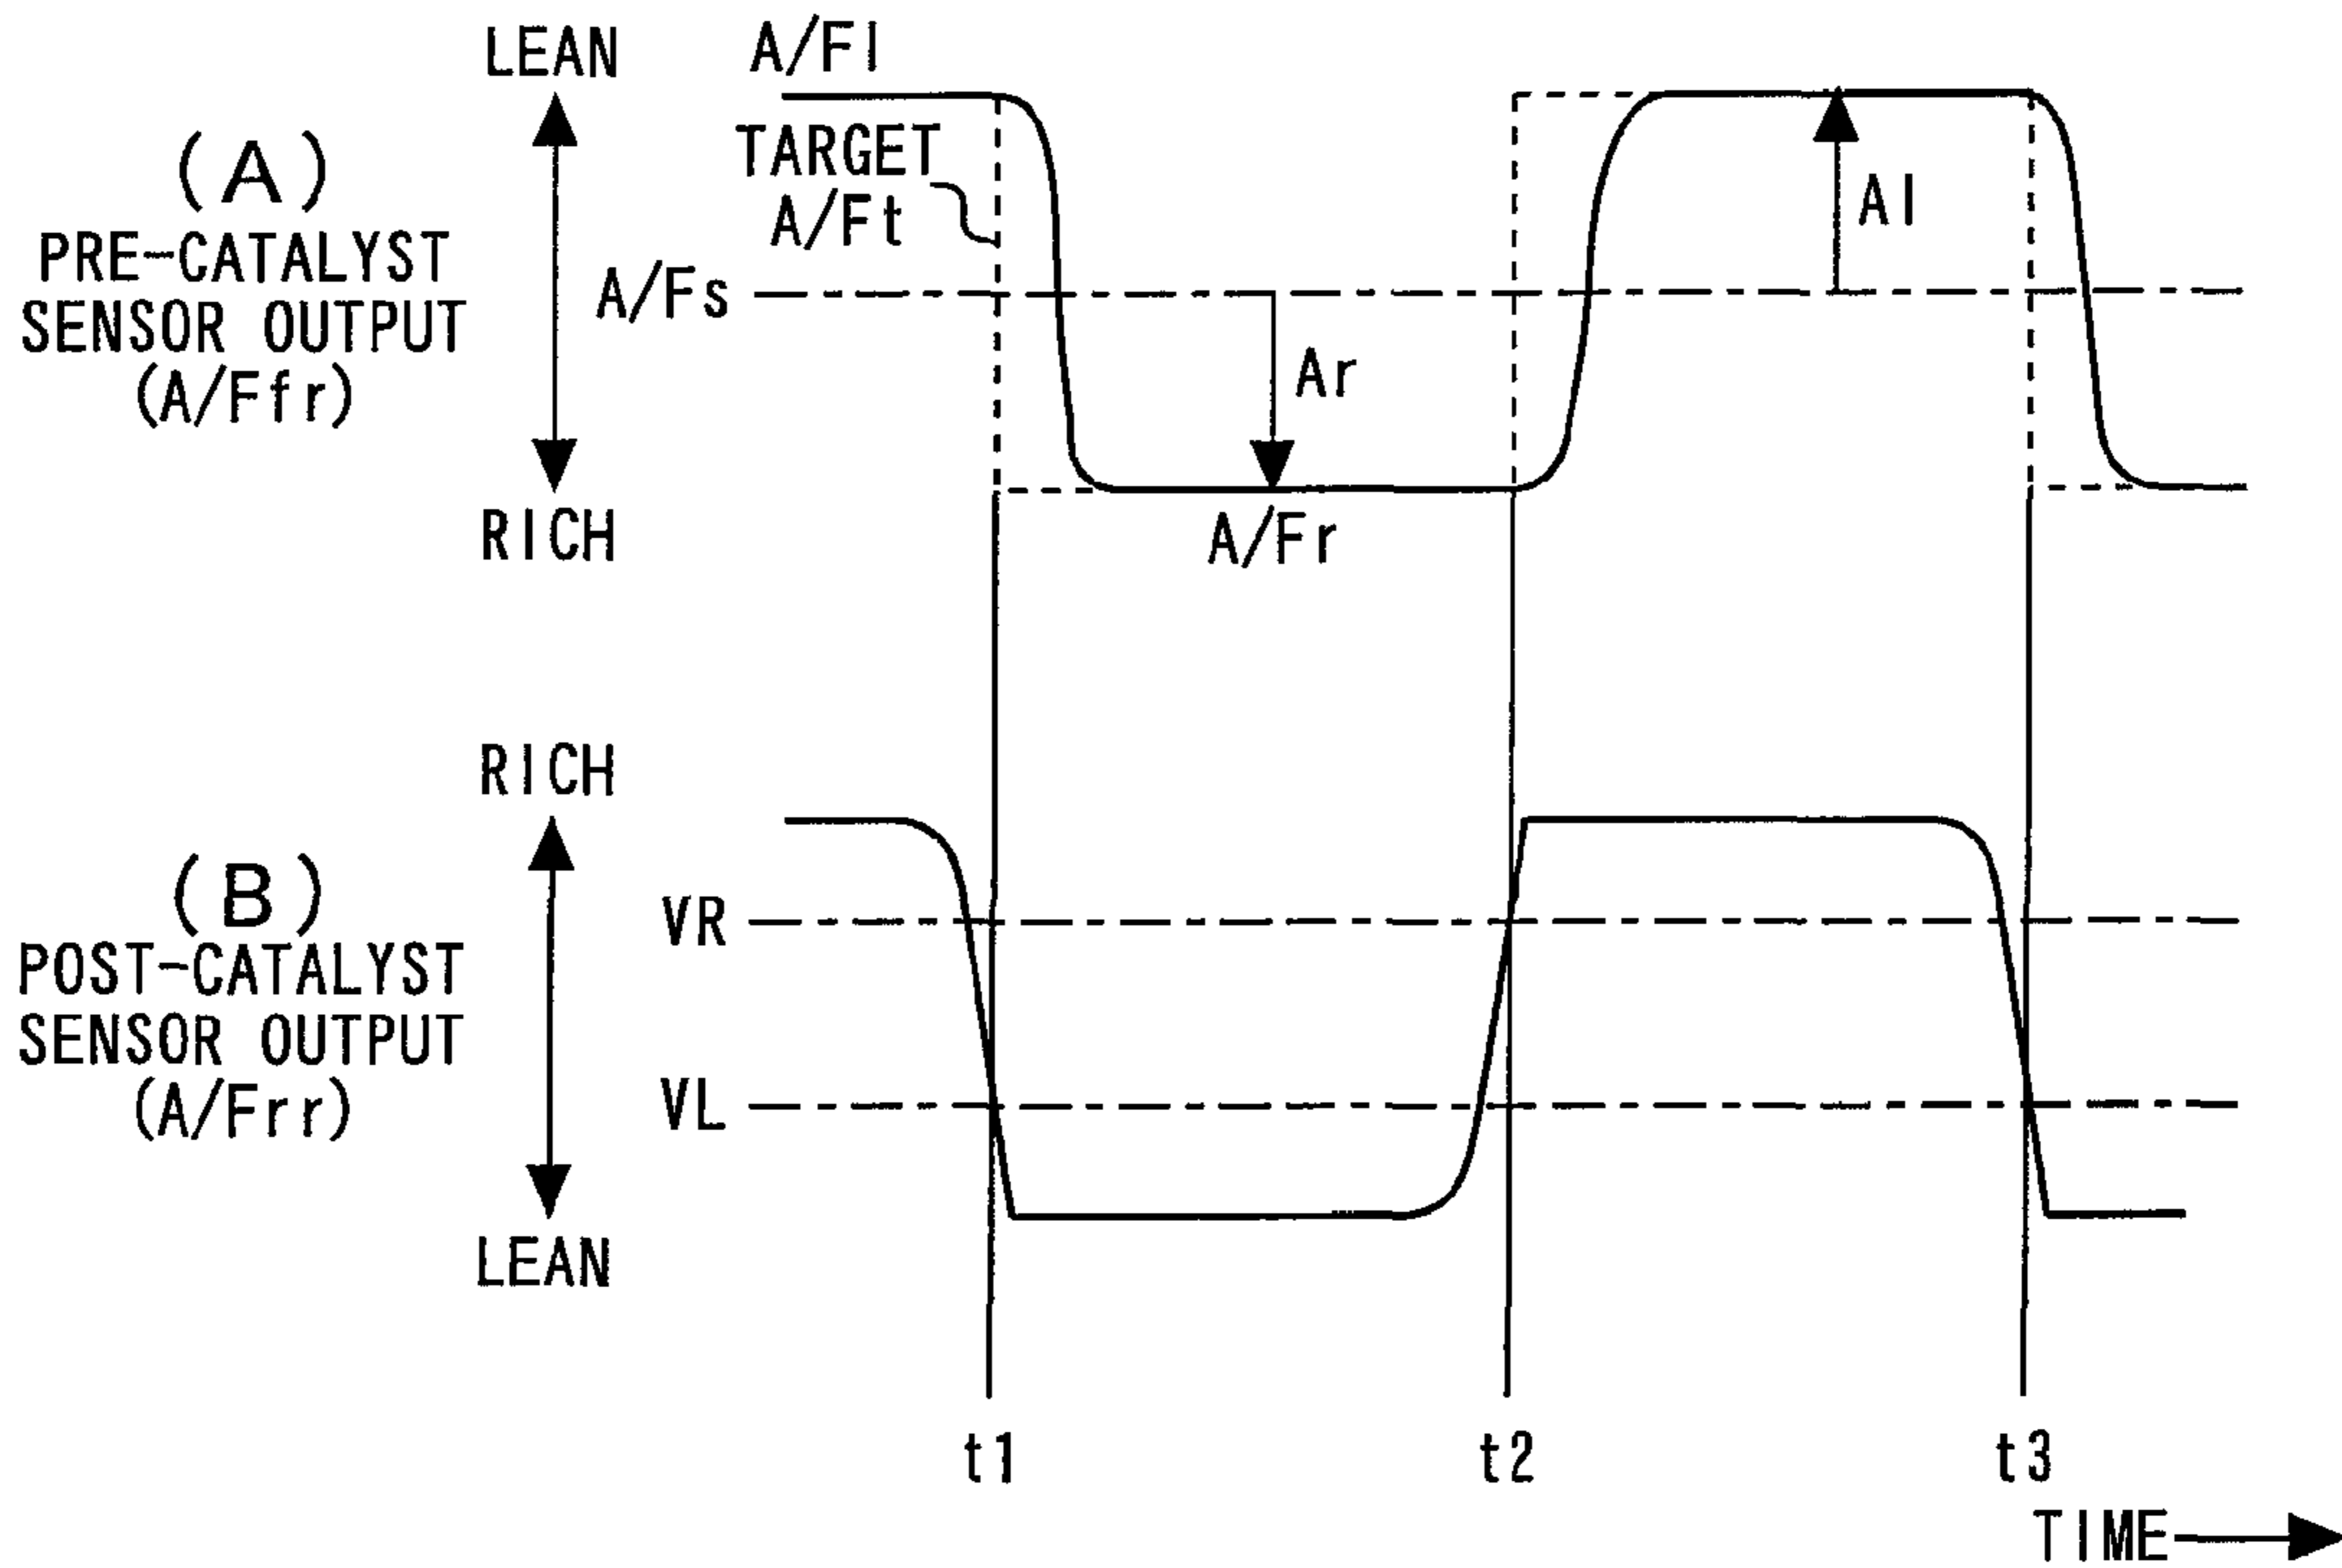 LEAN
A/Fl
(A)
PRE-CATALYST
SENSOR OUTPUT
(A/Ffr)
TARGET
A/Ft
A/Fs
Al
Ar
RICH
A/Fr
RICH
(B)
POST-CATALYST
SENSOR OUTPUT
(A/Frr)
VR
VL
LEAN
t1
t2
t3
TIME